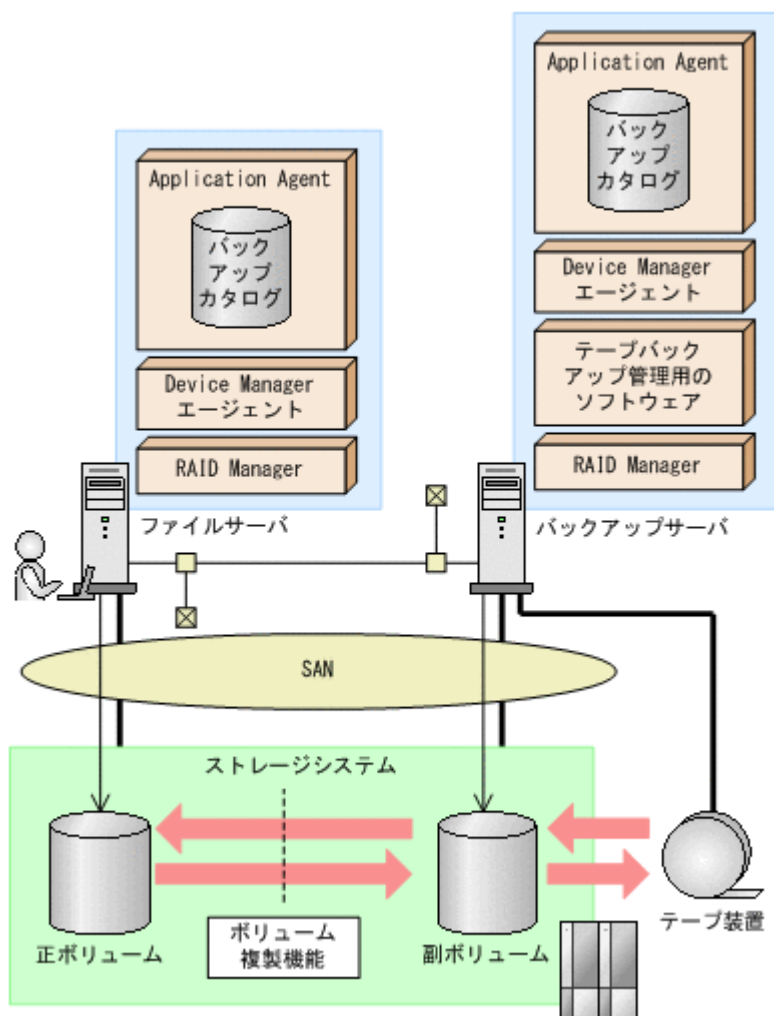 Application Agent
バック
アップ
カタログ
Device Manager
エージェント
RAID Manager
ファイルサーバ
Application Agent
バック
アップ
カタログ
Device Manager
エージェント
テープバック
アップ管理用の
ソフトウェア
RAID Manager
バックアップサーバ
SAN
ストレージシステム
正ボリューム
ボリューム
複製機能
副ボリューム
テープ装置